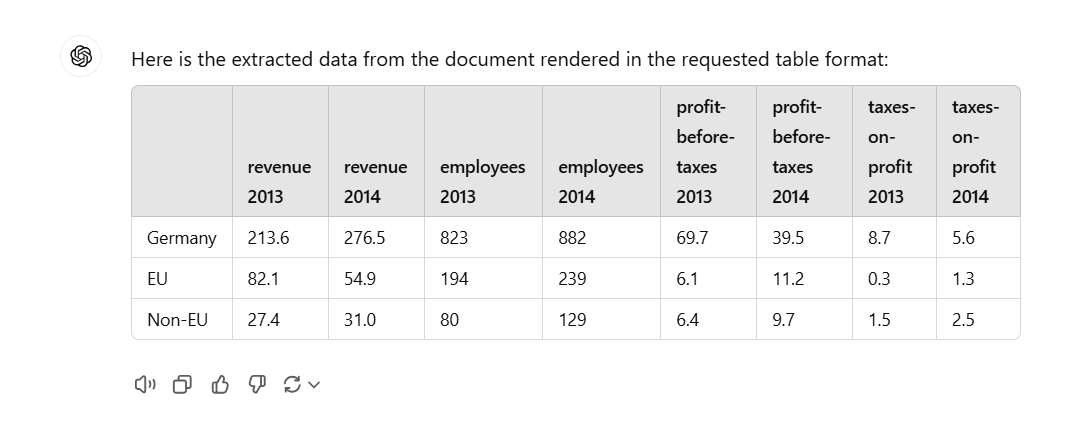 Here is the extracted data from the document rendered in the requested table format:
revenue 2013 revenue 2014 employees 2013 employees 2014 profit-before-taxes 2013 profit-before-taxes 2014 taxes-on-profit 2013 taxes-on-profit 2014
Germany 213.6 276.5 823 882 69.7 39.5 8.7 5.6
EU 82.1 54.9 194 239 6.1 11.2 0.3 1.3
Non-EU 27.4 31.0 80 129 6.4 9.7 1.5 2.5